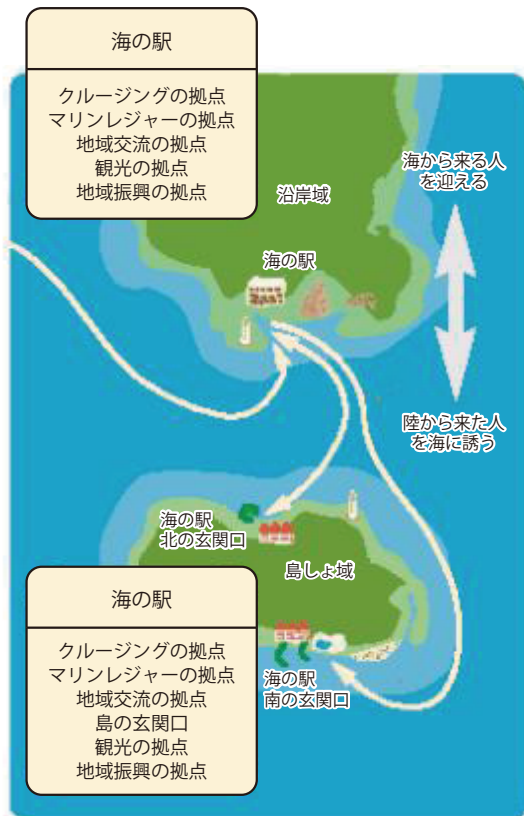 海の駅
クルージングの拠点
マリンレジャーの拠点
地域交流の拠点
観光の拠点
地域振興の拠点
海から来る人
を迎える
沿岸域
海の駅
陸から来た人
を海に誘う
海の駅
北の玄関口
島しょ域
海の駅
クルージングの拠点
マリンレジャーの拠点
地域交流の拠点
島の玄関口
観光の拠点
地域振興の拠点
海の駅
南の玄関口